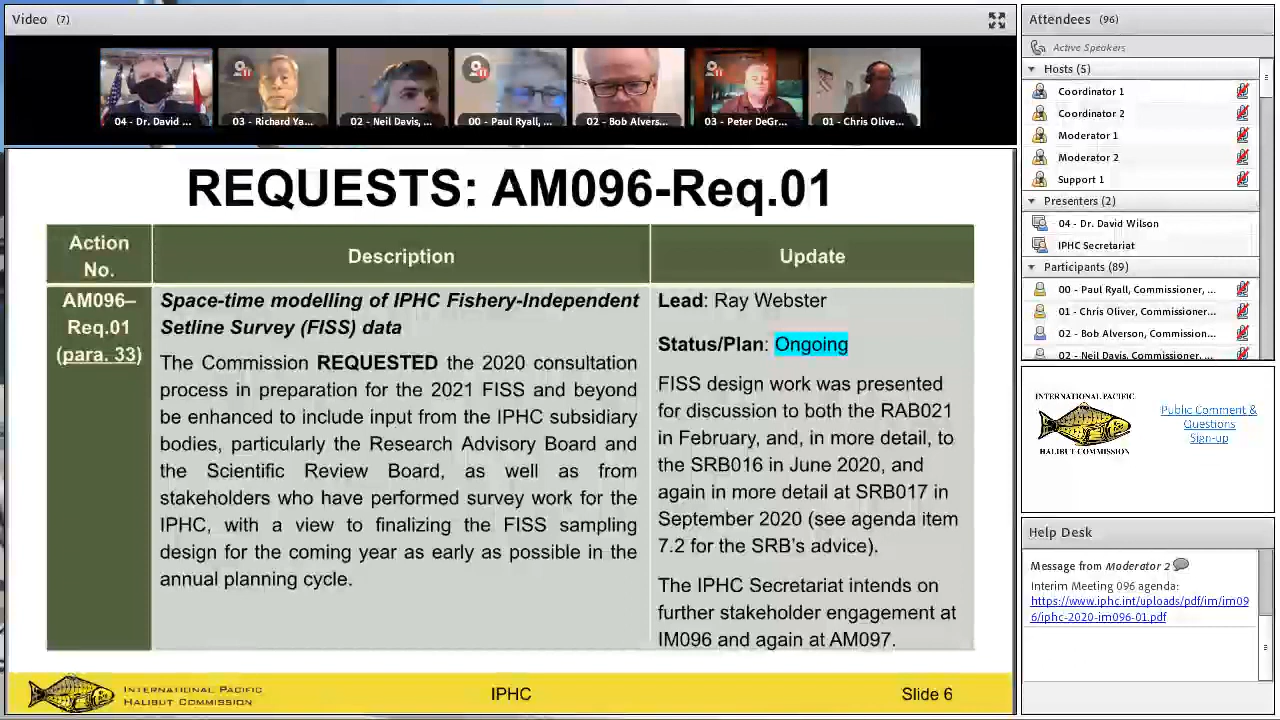 Video (7)
04 - Dr. David ...
03 - Richard Ya...
02 - Neil Davis, ...
00 - Paul Ryall, ...
02 - Bob Alvers...
03 - Peter DeGr...
01 - Chris Olive...
REQUESTS: AM096-Req.01
Action
No.
Description
Update
AM096–
Req.01
(para. 33)
Space-time modelling of IPHC Fishery-Independent
Setline Survey (FISS) data
The Commission REQUESTED the 2020 consultation
process in preparation for the 2021 FISS and beyond
be enhanced to include input from the IPHC subsidiary
bodies, particularly the Research Advisory Board and
the Scientific Review Board, as well as from
stakeholders who have performed survey work for the
IPHC, with a view to finalizing the FISS sampling
design for the coming year as early as possible in the
annual planning cycle.
Lead: Ray Webster
Status/Plan: Ongoing
FISS design work was presented
for discussion to both the RAB021
in February, and, in more detail, to
the SRB016 in June 2020, and
again in more detail at SRB017 in
September 2020 (see agenda item
7.2 for the SRB's advice).
The IPHC Secretariat intends on
further stakeholder engagement at
IM096 and again at AM097.
INTERNATIONAL PACIFIC
HALIBUT COMMISSION
IPHC
Slide 6
Attendees (96)
Active Speakers
Hosts (5)
Coordinator 1
Coordinator 2
Moderator 1
Moderator 2
Support 1
Presenters (2)
04 - Dr. David Wilson
IPHC Secretariat
Participants (89)
00 - Paul Ryall, Commissioner, ...
01 - Chris Oliver, Commissioner...
02 - Bob Alverson, Commission...
02 - Neil Davis, Commissioner, ...
INTERNATIONAL PACIFIC
HALIBUT COMMISSION
Public Comment &
Questions
Sign-up
Help Desk
Message from Moderator 2
Interim Meeting 096 agenda:
https://www.iphc.int/uploads/pdf/im/im09
6/iphc-2020-im096-01.pdf